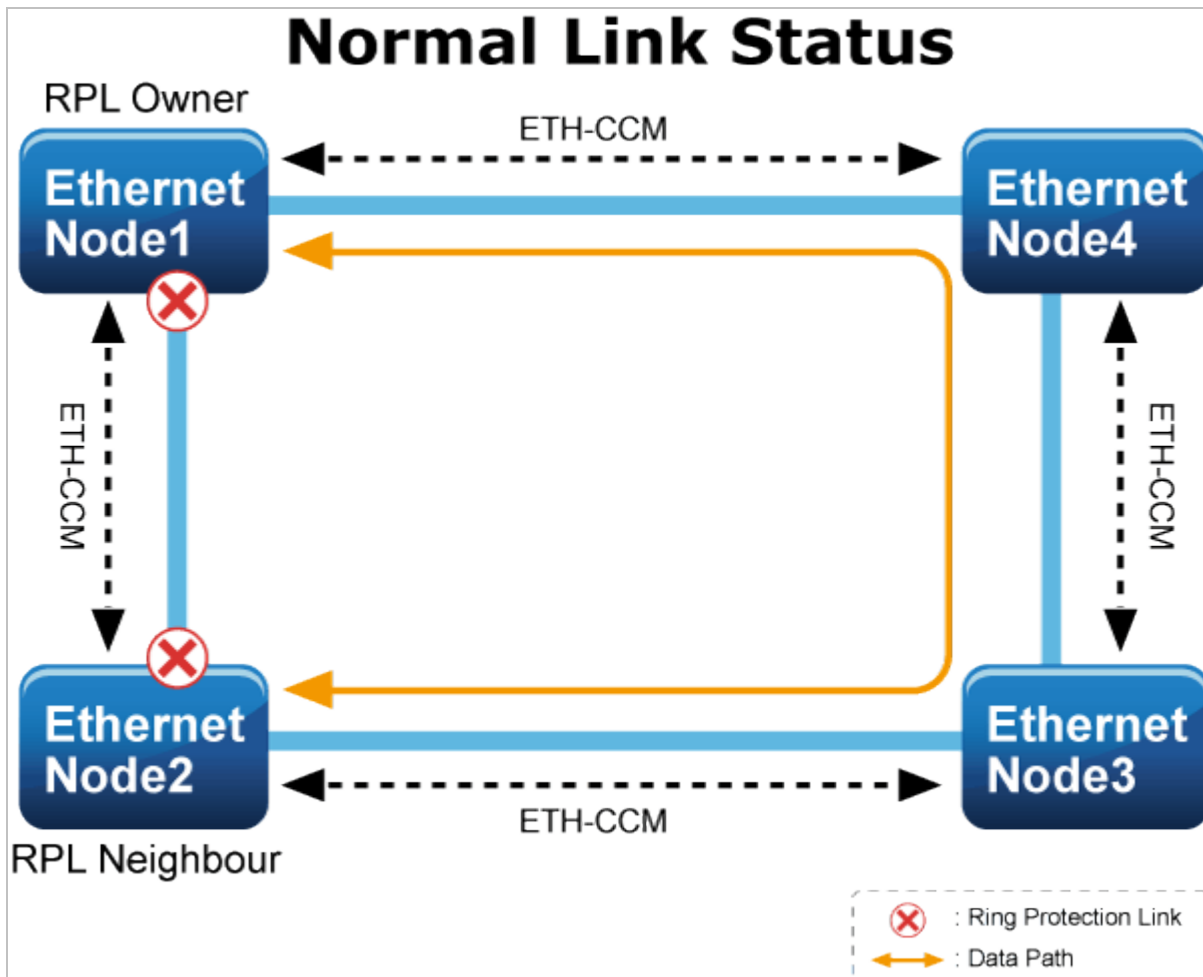 Normal Link Status
RPL Owner
ETH-CCM
Ethernet
Node1
Ethernet
Node4
ETH-CCM
ETH-CCM
Ethernet
Node2
Ethernet
Node3
ETH-CCM
RPL Neighbour
: Ring Protection Link
: Data Path